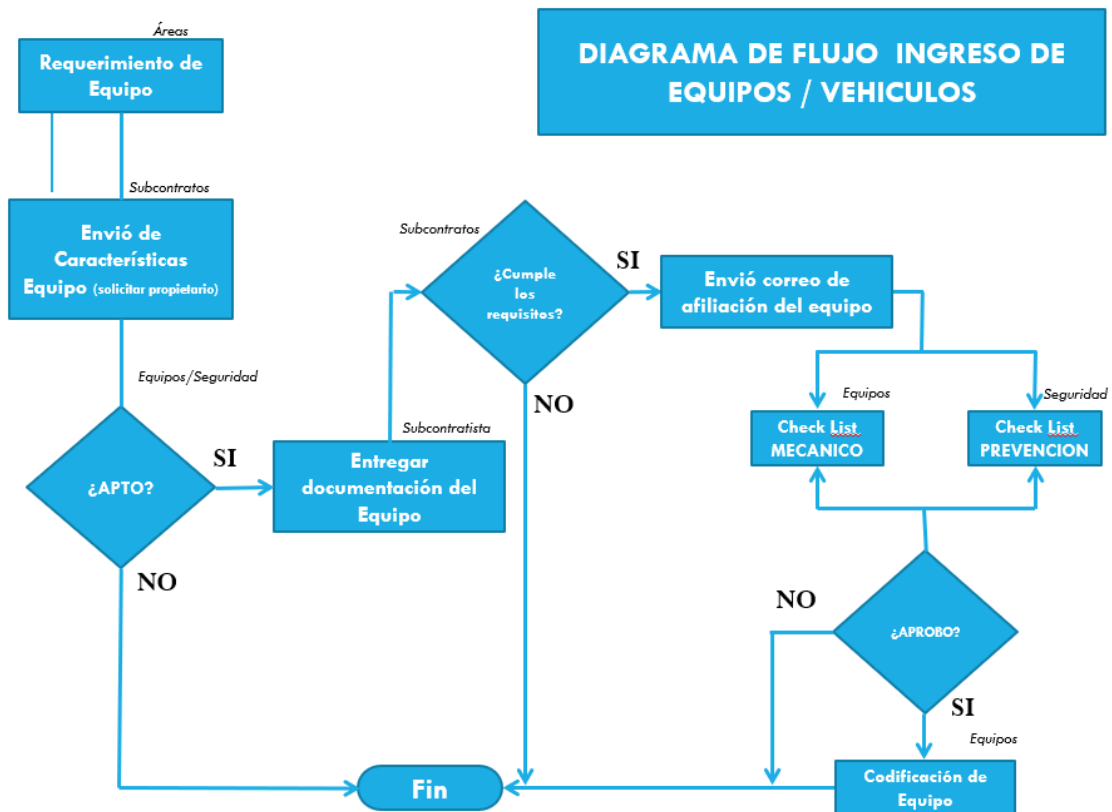 DIAGRAMA DE FLUJO INGRESO DE
EQUIPOS / VEHICULOS
Áreas
Requerimiento de
Equipo
Subcontratos
Envió de
Características
Equipo (solicitar propietario)
Equipos/Seguridad
¿APTO?
SI
NO
Subcontratista
Entregar
documentación del
Equipo
Subcontratos
¿Cumple
los
requisitos?
SI
NO
Envió correo de
afiliación del equipo
Equipos
Check List
MECANICO
Seguridad
Check List
PREVENCION
¿APROBO?
NO
SI
Equipos
Codificación de
Equipo
Fin